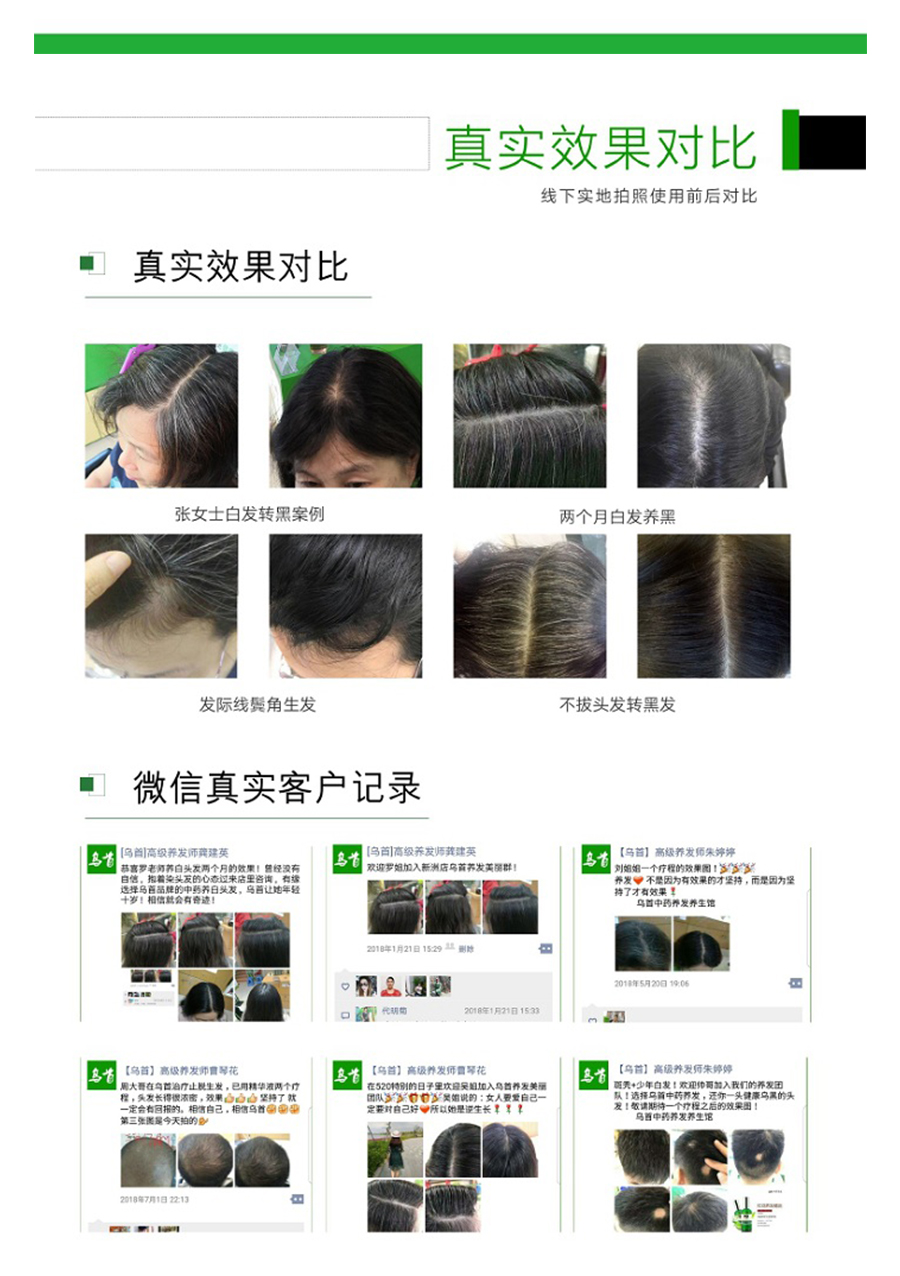 真实效果对比
线下实地拍照使用前后对比
真实效果对比
张女士白发转黑案例
两个月白发养黑
发际线鬓角生发
不拔头发转黑发
微信真实客户记录
乌首
[乌首]高级养发师龚建英
恭喜罗老师养白头发两个月的效果！曾经没有
自信，抱着染头发的心态过来店里咨询，有缘
选择乌首品牌的中药养白头发，乌首让她年轻
十岁！相信就会有奇迹！
乌首
[乌首]高级养发师龚建英
欢迎罗姐加入新洲店乌首养发美丽群！
2018年1月21日 15:29
删除
2018年1月21日 15:33
乌首
【乌首】高级养发师朱婷婷
刘姐姐一个疗程的效果图！🎉🎉🎉
养发❤不是因为有效果的才坚持，而是因为坚
持了才有效果❗
乌首中药养发养生馆
2018年5月20日 19:06
乌首
【乌首】高级养发师曹琴花
周大哥在乌首治疗止脱生发，已用精华液两个疗
程，头发长得很浓密，效果👍👍👍 坚持了 就
一定会有回报的。相信自己，相信乌首
第三张图是今天拍的
2018年7月1日 22:13
乌首
【乌首】高级养发师曹琴花
在520特别的日子里欢迎吴姐加入乌首养发美丽
团队 吴姐说的：女人要爱自己一
定要对自己好❤所以她是逆生长🌹🌹🌹
乌首
【乌首】高级养发师朱婷婷
斑秃+少年白发！欢迎帅哥加入我们的养发团
队！选择乌首中药养发，还你一头健康乌黑的头
发！敬请期待一个疗程之后的效果图！
乌首中药养发养生馆